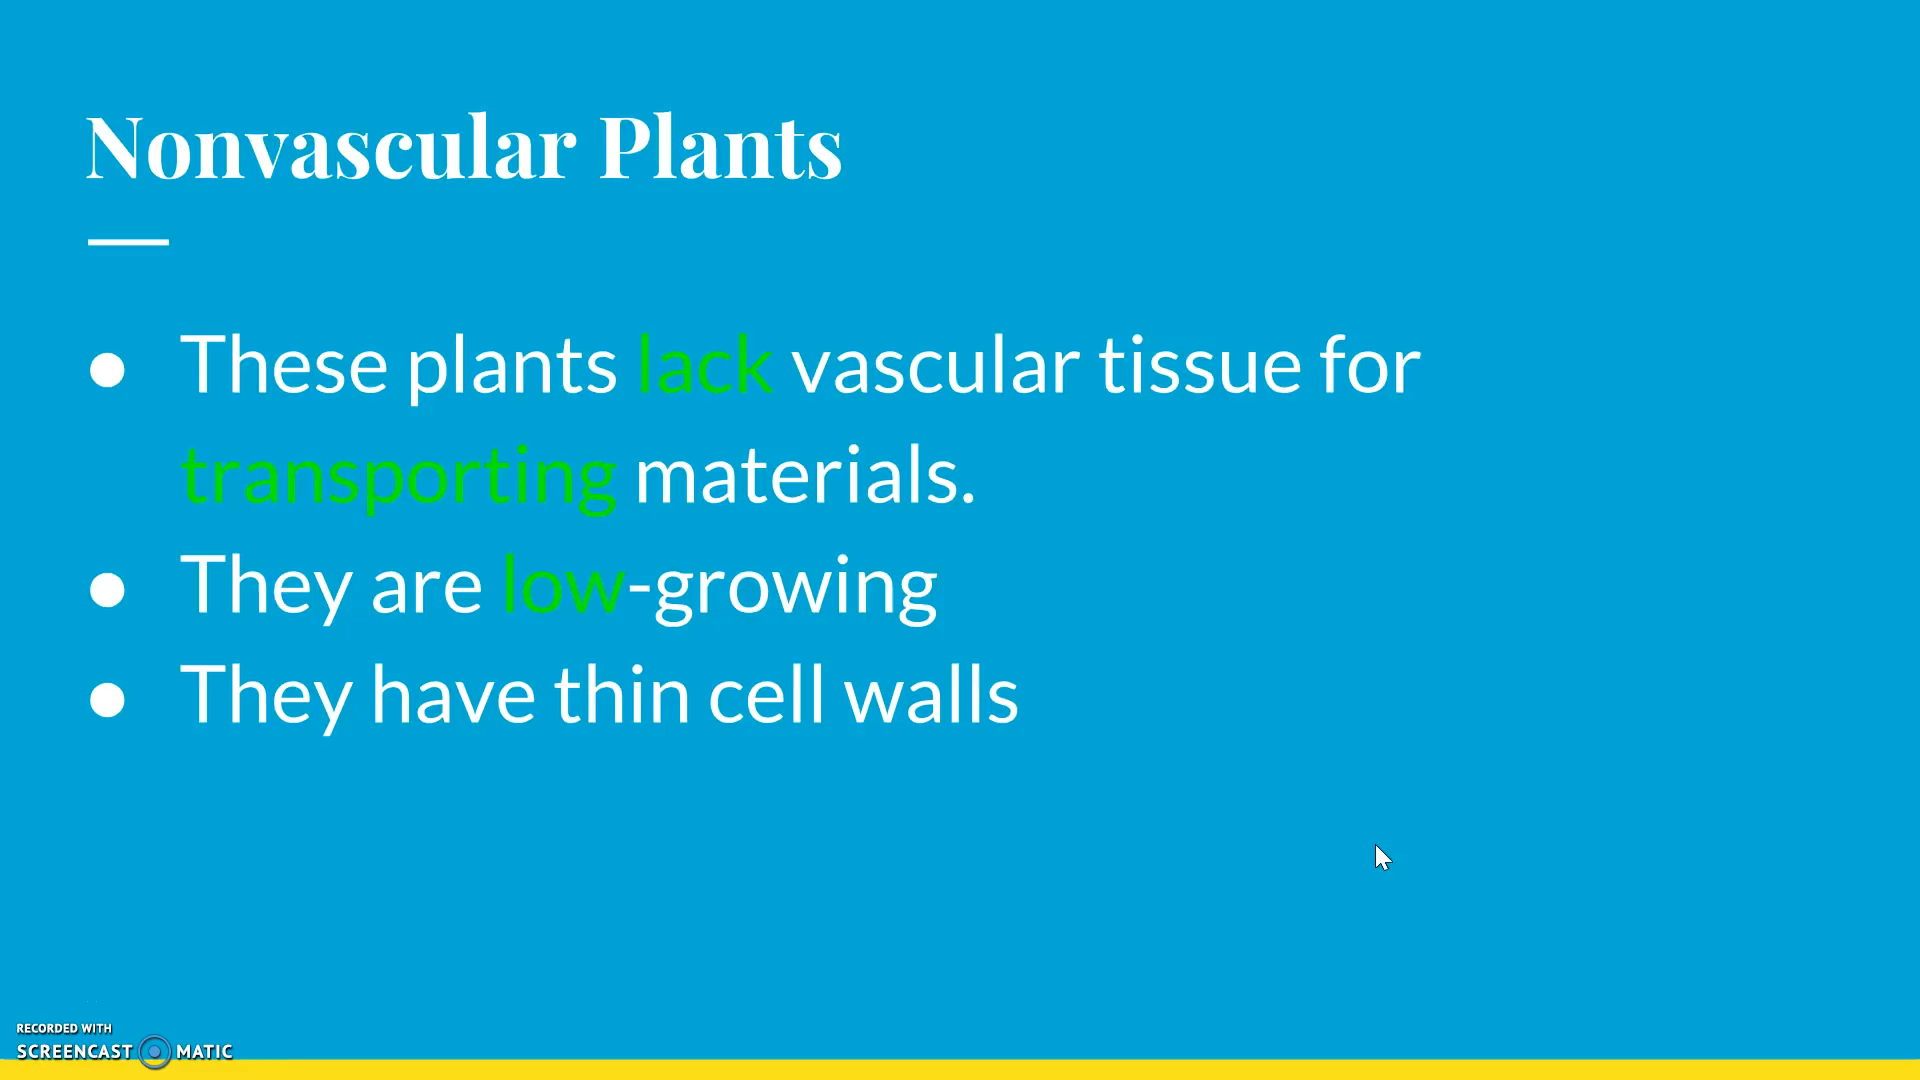 Nonvascular Plants
● These plants lack vascular tissue for
transporting materials.
● They are low-growing
● They have thin cell walls
RECORDED WITH
SCREENCAST MATIC